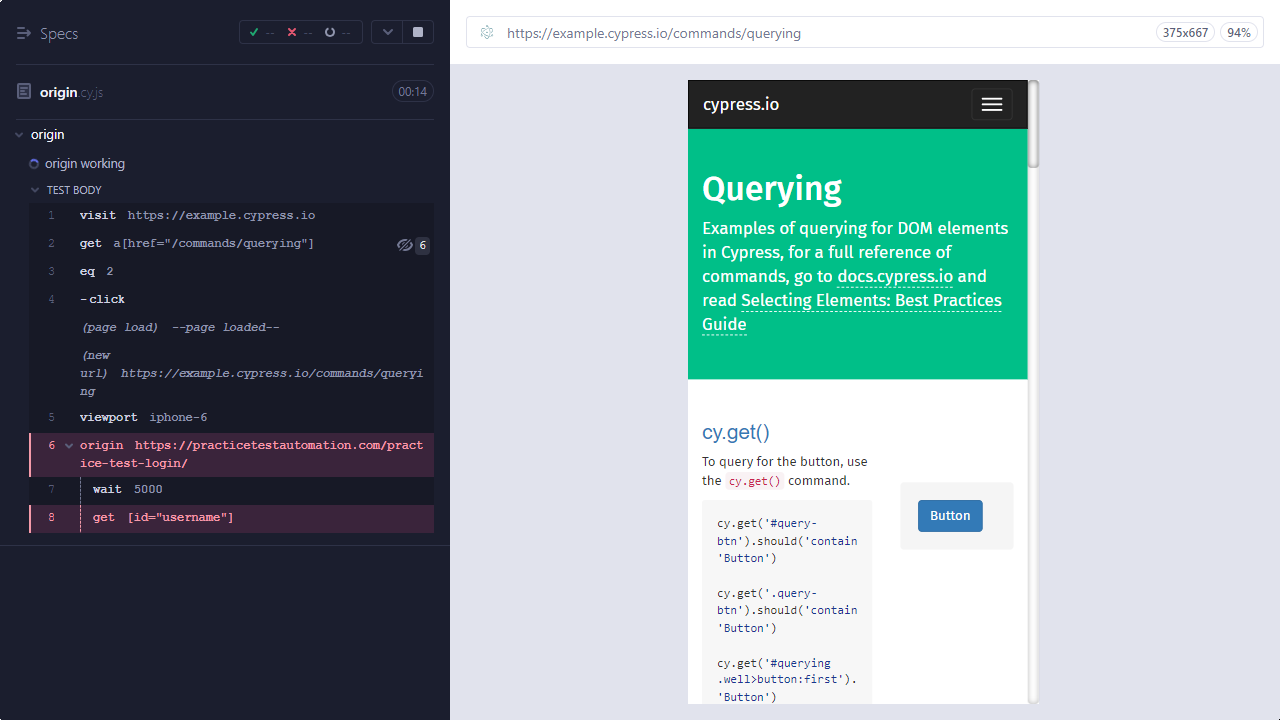 Specs
--
--
--
origin.cy.js
00:14
origin
origin working
TEST BODY
1 visit https://example.cypress.io
2 get a[href="/commands/querying"] 6
3 eq 2
4 -click
(page load) --page loaded--
(new
url) https://example.cypress.io/commands/queryi
ng
5 viewport iphone-6
6 origin https://practicetestautomation.com/pract
ice-test-login/
7 wait 5000
8 get [id="username"]
https://example.cypress.io/commands/querying
375x667
94%
cypress.io
Querying
Examples of querying for DOM elements
in Cypress, for a full reference of
commands, go to docs.cypress.io and
read Selecting Elements: Best Practices
Guide
cy.get()
To query for the button, use
the cy.get() command.
cy.get('#query-
btn').should('contain
'Button')
cy.get('.query-
btn').should('contain
'Button')
cy.get('#querying
.well>button:first').
'Button')
Button